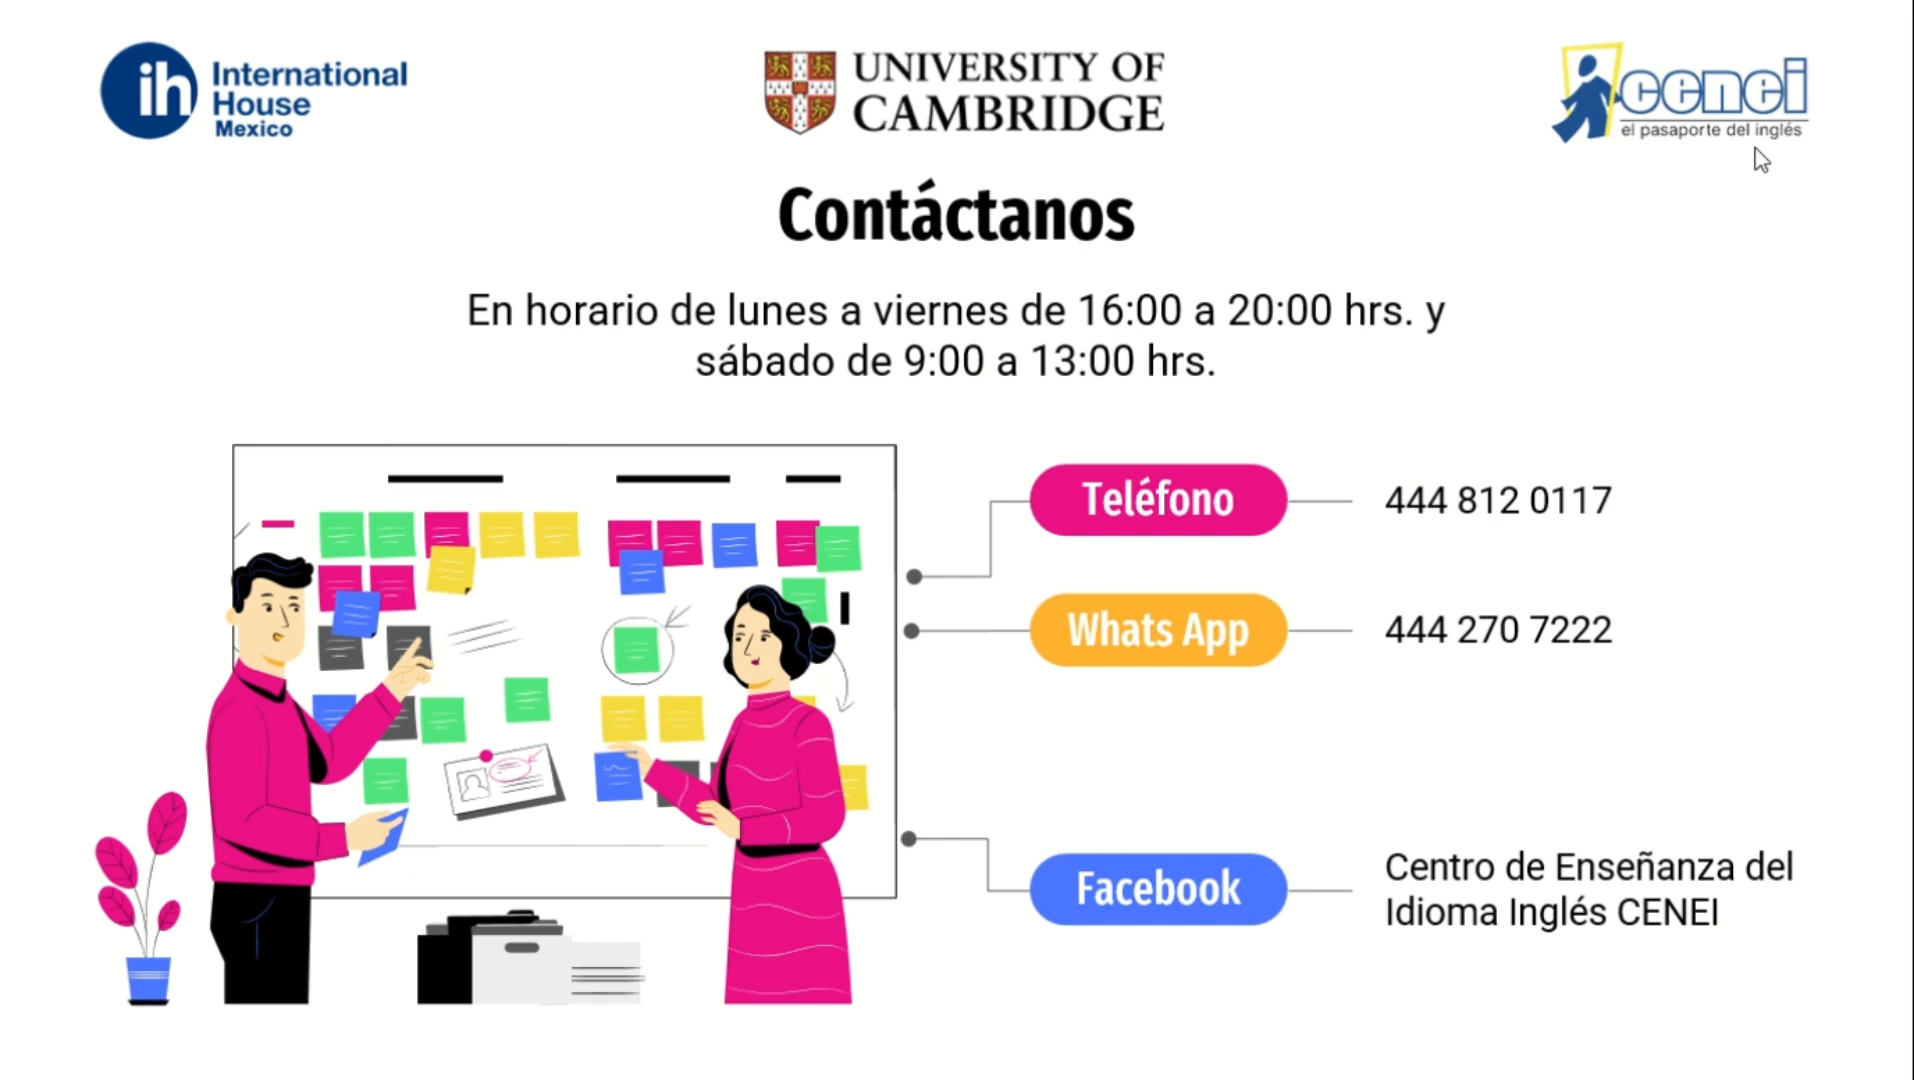 ih International
House
Mexico
UNIVERSITY OF
CAMBRIDGE
cenei
el pasaporte del inglés
Contáctanos
En horario de lunes a viernes de 16:00 a 20:00 hrs. y
sábado de 9:00 a 13:00 hrs.
Teléfono 444 812 0117
Whats App 444 270 7222
Facebook Centro de Enseñanza del
Idioma Inglés CENEI